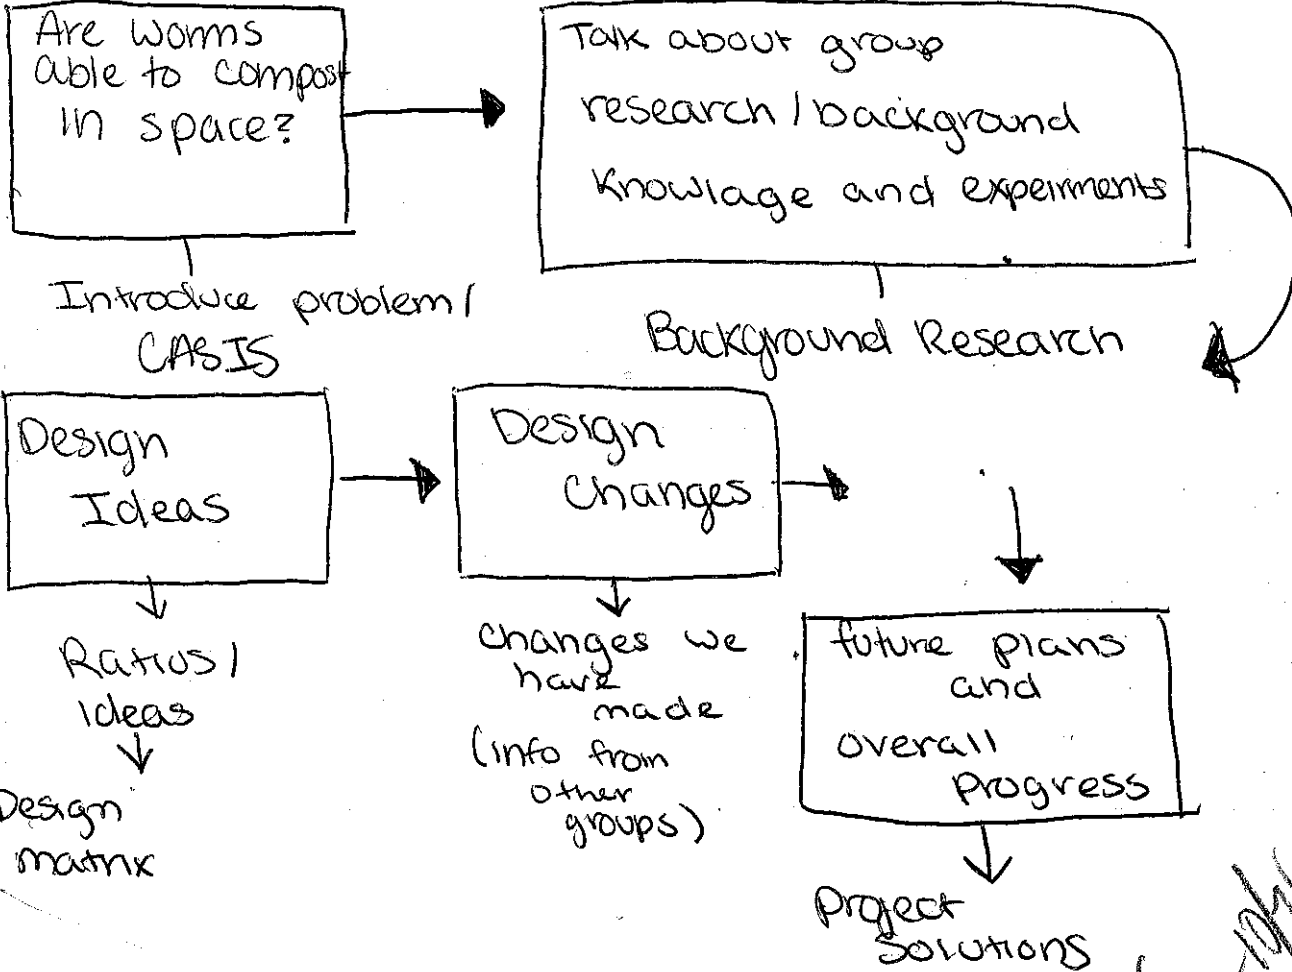 Are worms
able to compost
in space?
Talk about group
research/background
Knowlage and expeirments
Introduce problem/
CASIS
Background Research
Design
Ideas
Design
Changes
Ratios/
ideas
Design
matrix
Changes we
have
made
(info from
other
groups)
future plans
and
overall
progress
Project
Solutions